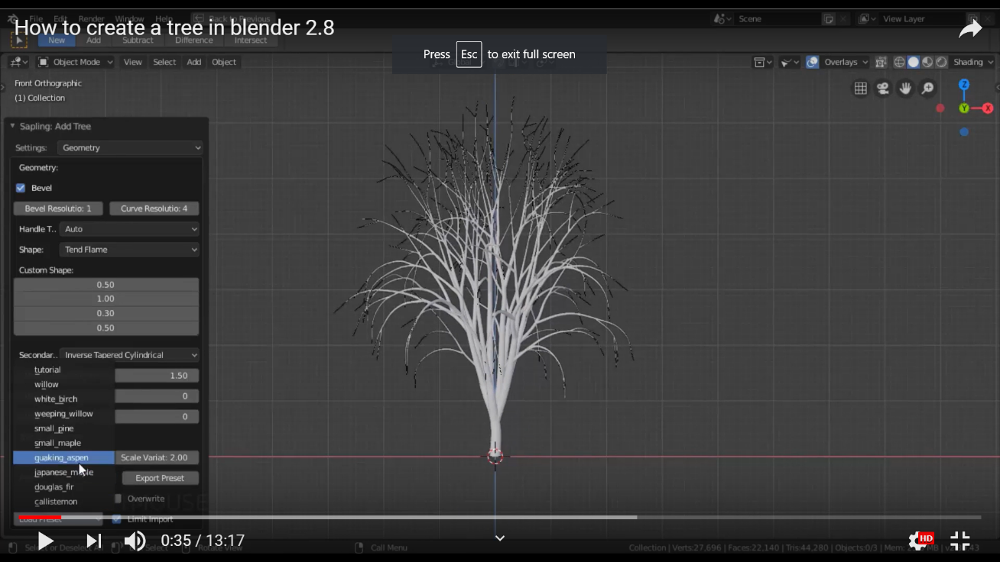 File Edit Render Window Help Back to Previous Scene View Layer
How to create a tree in blender 2.8
New Add Subtract Difference Intersect
Press Esc to exit full screen
Object Mode View Select Add Object Overlays Shading
Front Orthographic
(1) Collection
Z
Y
X
Sapling: Add Tree
Settings: Geometry
Geometry:
Bevel
Bevel Resolutio: 1 Curve Resolutio: 4
Handle T.. Auto
Shape: Tend Flame
Custom Shape:
0.50
1.00
0.30
0.50
Secondar.. Inverse Tapered Cylindrical
tutorial
1.50
willow
white_birch
0
weeping_willow
0
small_pine
small_maple
quaking_aspen Scale Variat: 2.00
japanese_maple
Export Preset
douglas_fir
Overwrite
callistemon
Load Preset Limit Import
0:35 / 13:17
HD
Select or Deselect All Select Rotate View Call Menu Collection | Verts:27,696 | Faces:22,140 | Tris:44,280 | Objects:0/3 | Mem: